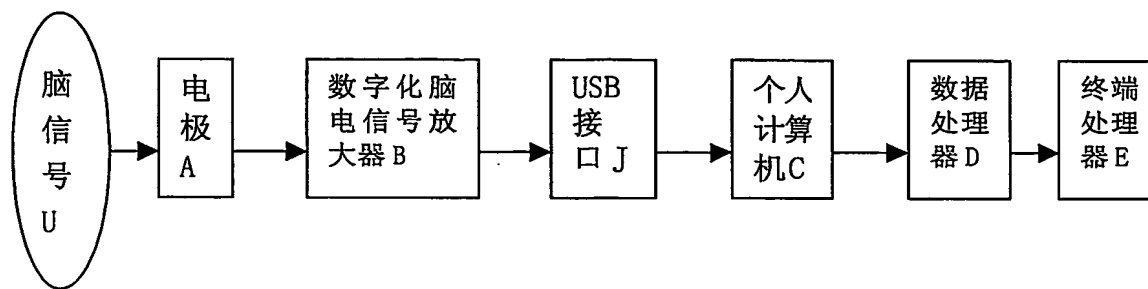 脑
信
号
U
电
极
A
数字化脑
电信号放
大器B
USB
接
口J
个人
计算
机C
数据
处理
器D
终端
处理
器E